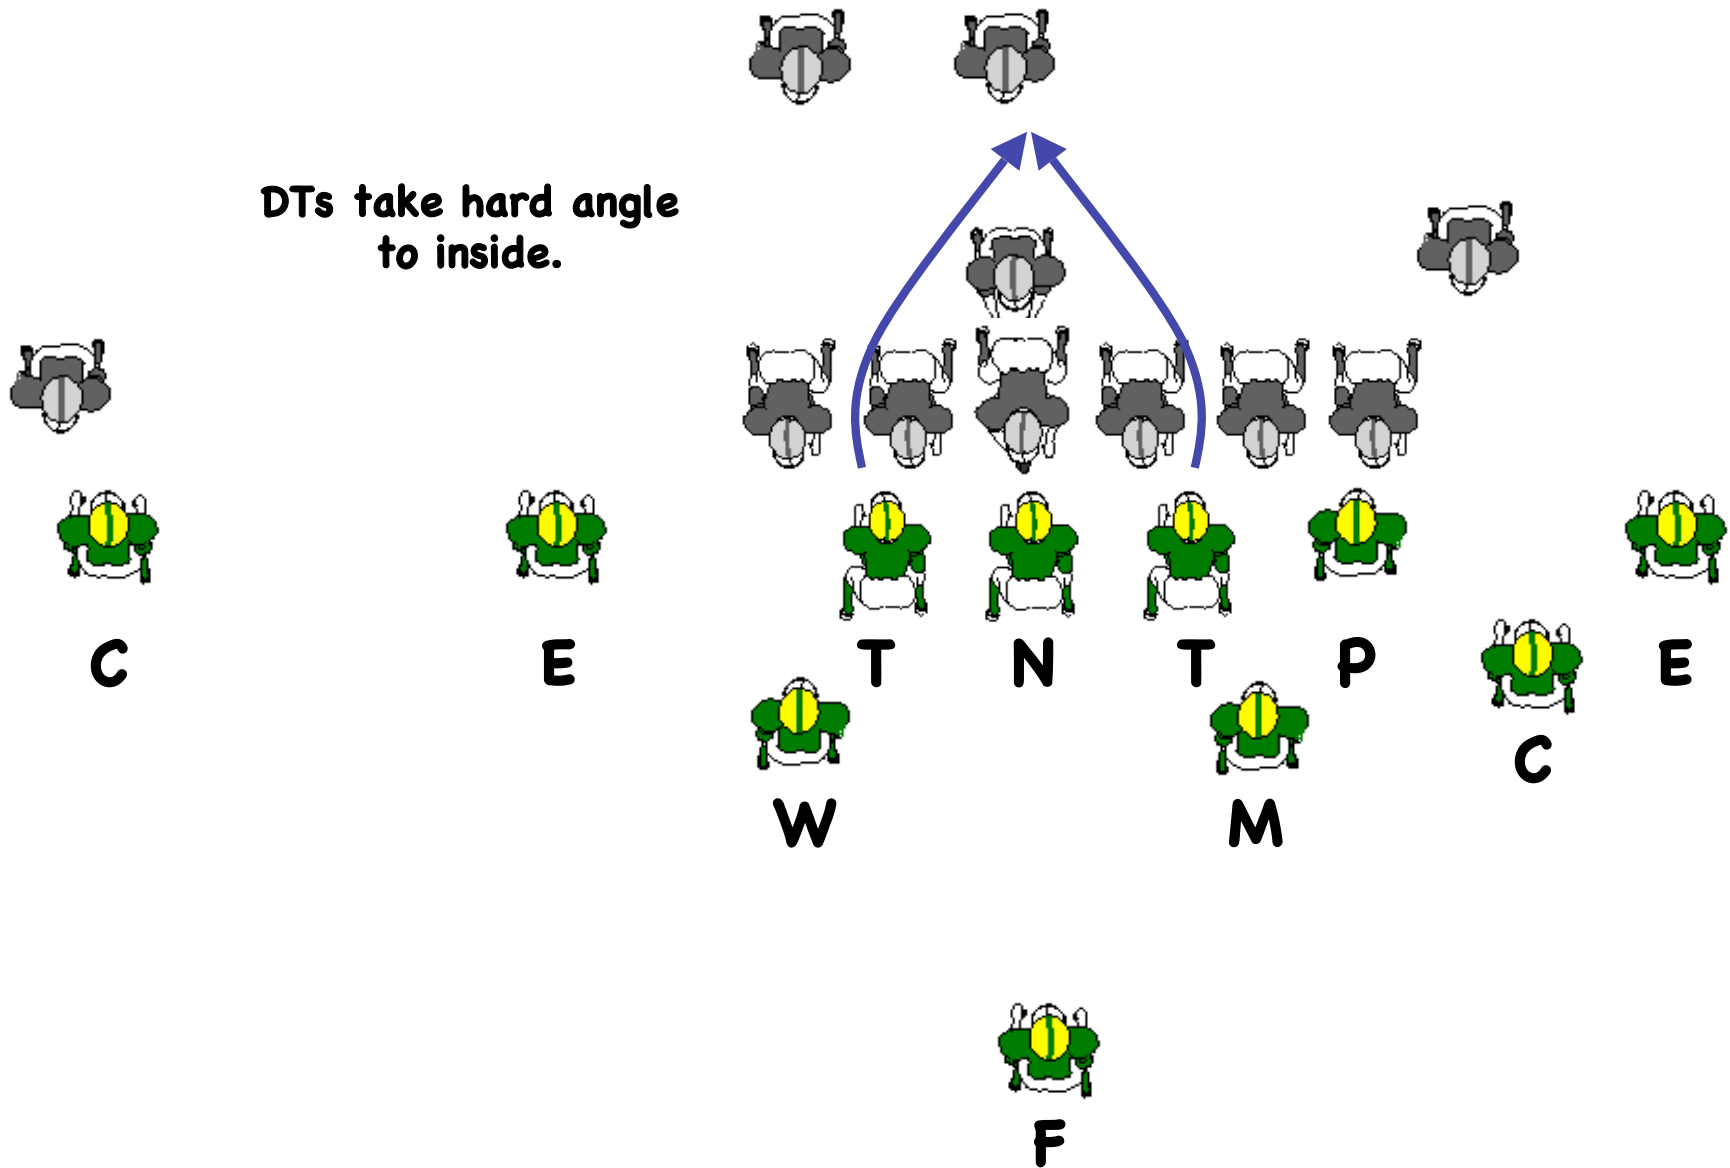 DTs take hard angle
to inside.
C E T N T P E
C
W M
F